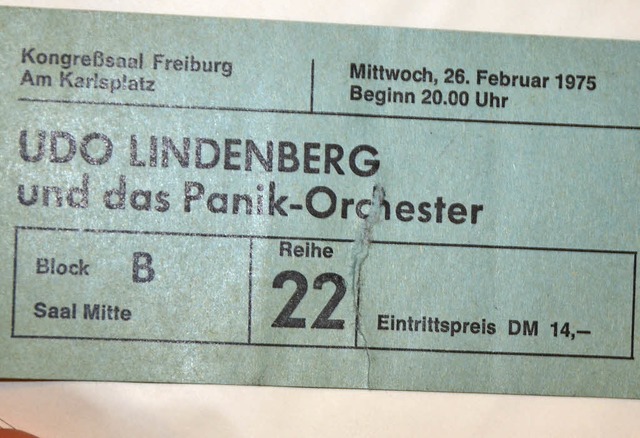 Kongreßsaal Freiburg
Am Karlsplatz
Mittwoch, 26. Februar 1975
Beginn 20.00 Uhr
UDO LINDENBERG
und das Panik-Orchester
Block B
Saal Mitte
Reihe
22
Eintrittspreis DM 14,–